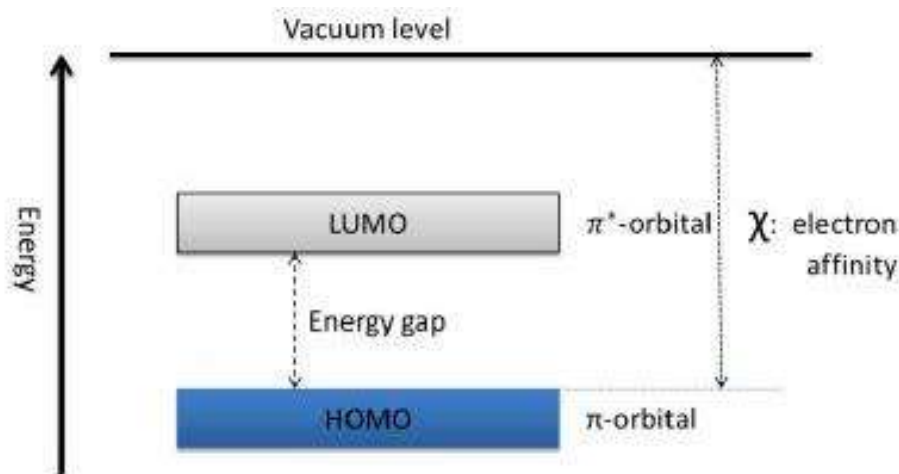 Vacuum level
Energy
LUMO
π*-orbital
χ: electron
affinity
Energy gap
HOMO
π-orbital